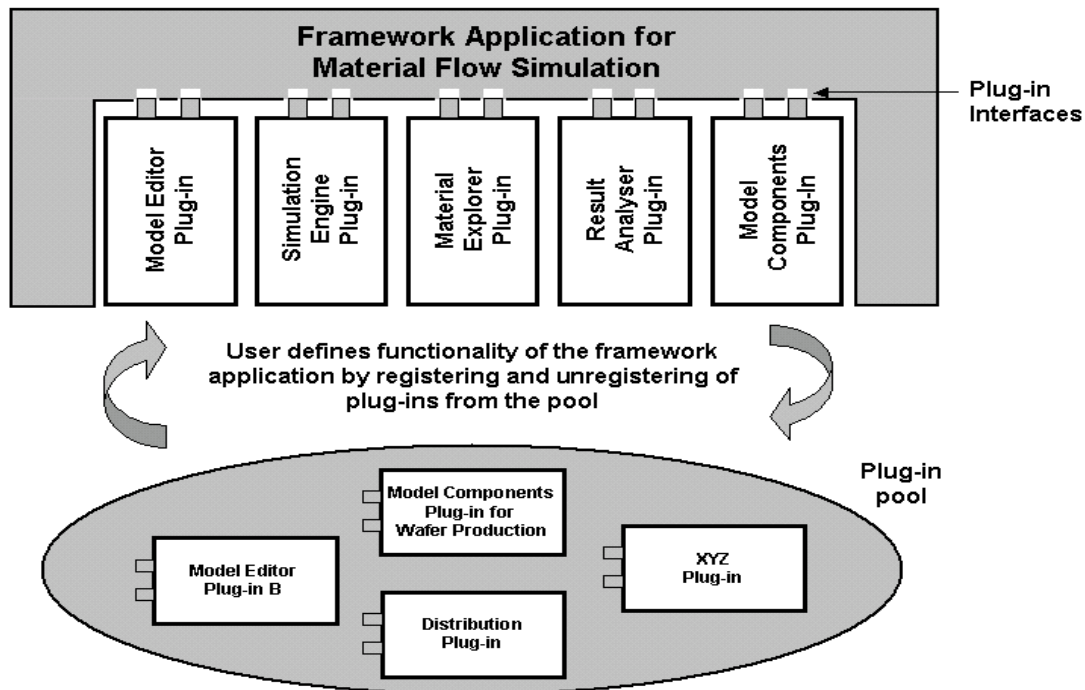 Framework Application for
Material Flow Simulation
Plug-in
Interfaces
Model Editor
Plug-in
Simulation
Engine
Plug-in
Material
Explorer
Plug-in
Result
Analyser
Plug-in
Model
Components
Plug-In
User defines functionality of the framework
application by registering and unregistering of
plug-ins from the pool
Plug-in
pool
Model Components
Plug-in for
Wafer Production
Model Editor
Plug-in B
XYZ
Plug-in
Distribution
Plug-in